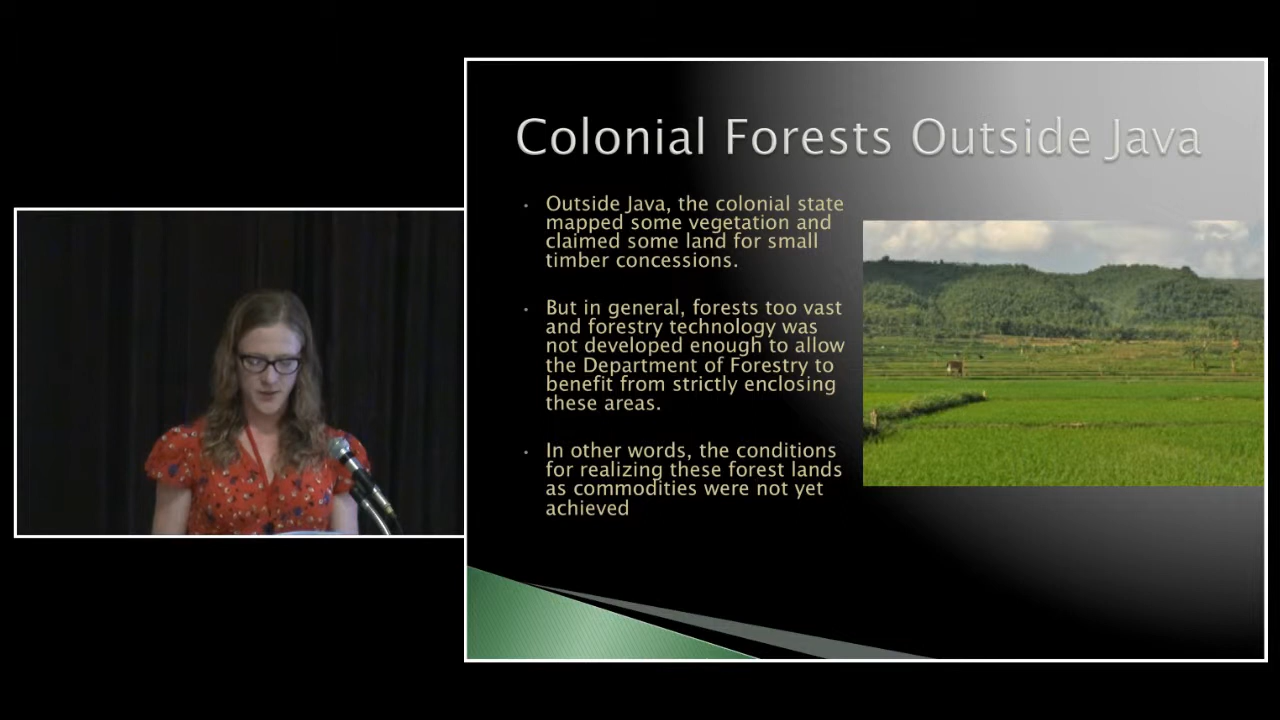 Colonial Forests Outside Java
• Outside Java, the colonial state
mapped some vegetation and
claimed some land for small
timber concessions.
• But in general, forests too vast
and forestry technology was
not developed enough to allow
the Department of Forestry to
benefit from strictly enclosing
these areas.
• In other words, the conditions
for realizing these forest lands
as commodities were not yet
achieved